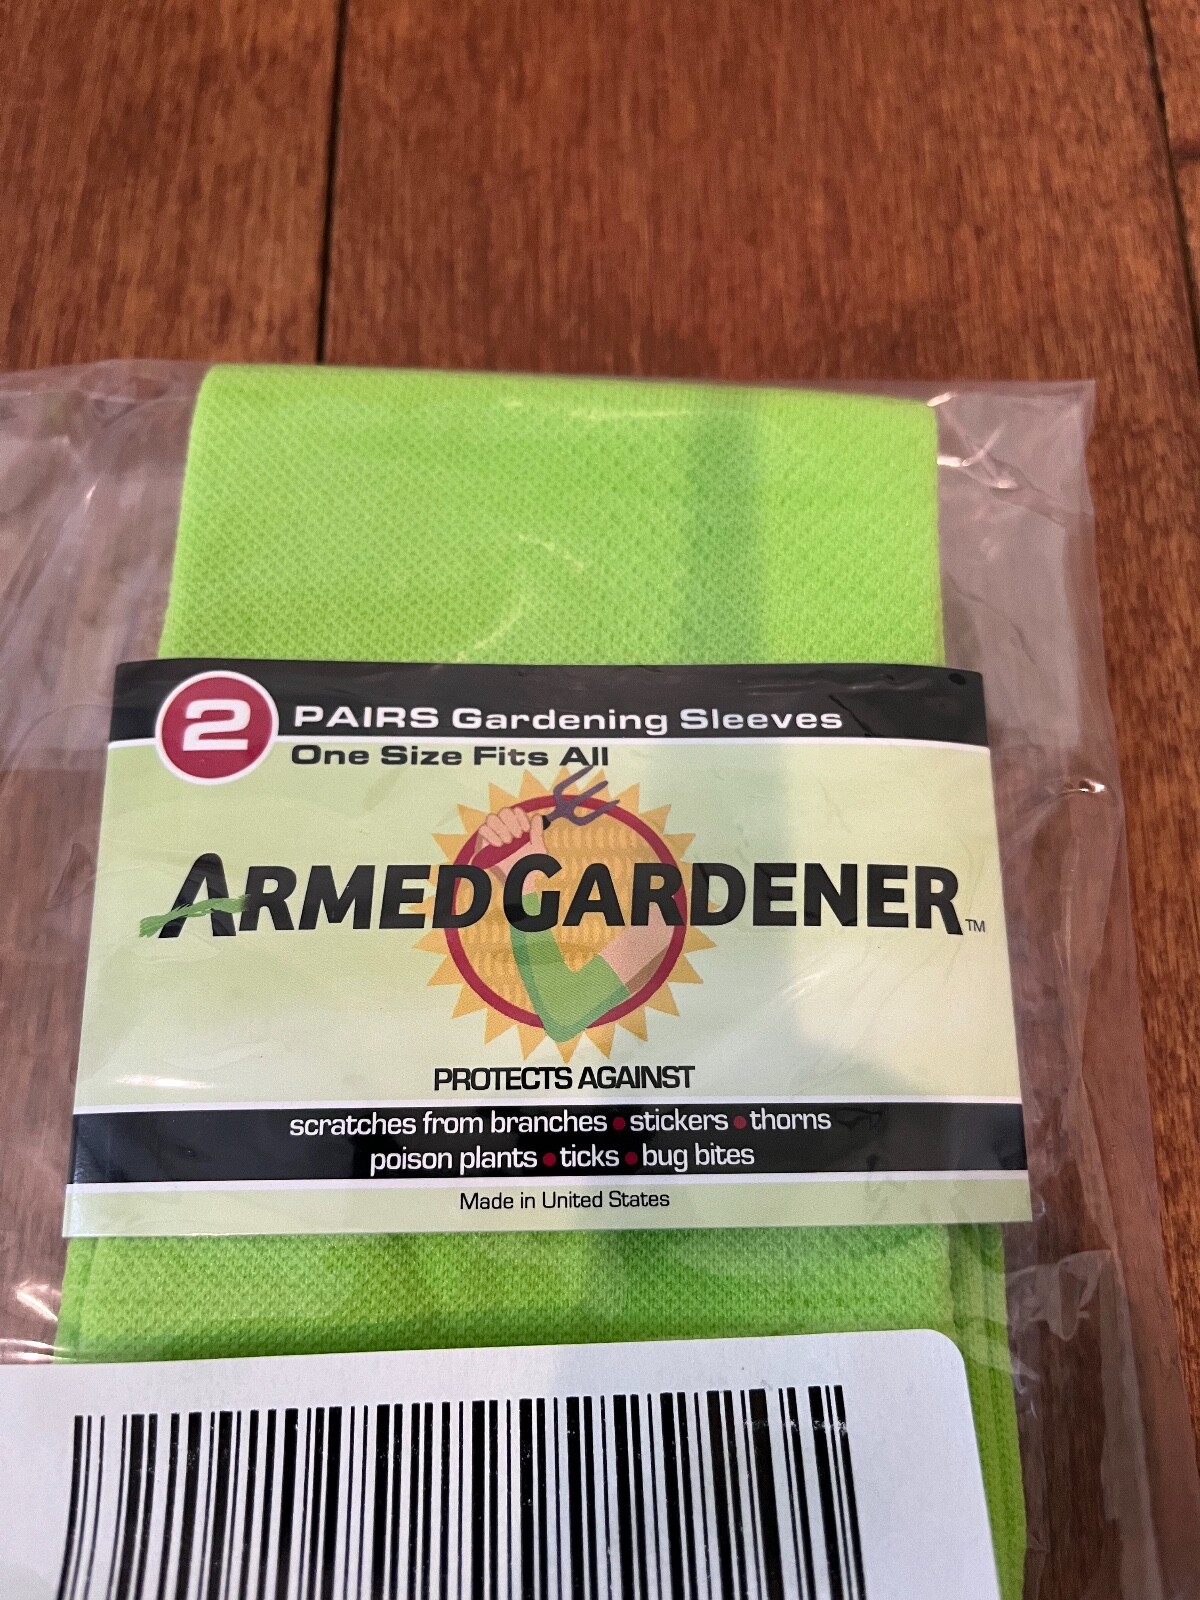 2 PAIRS Gardening Sleeves
One Size Fits All
ARMEDGARDENER™
PROTECTS AGAINST
scratches from branches • stickers • thorns
poison plants • ticks • bug bites
Made in United States